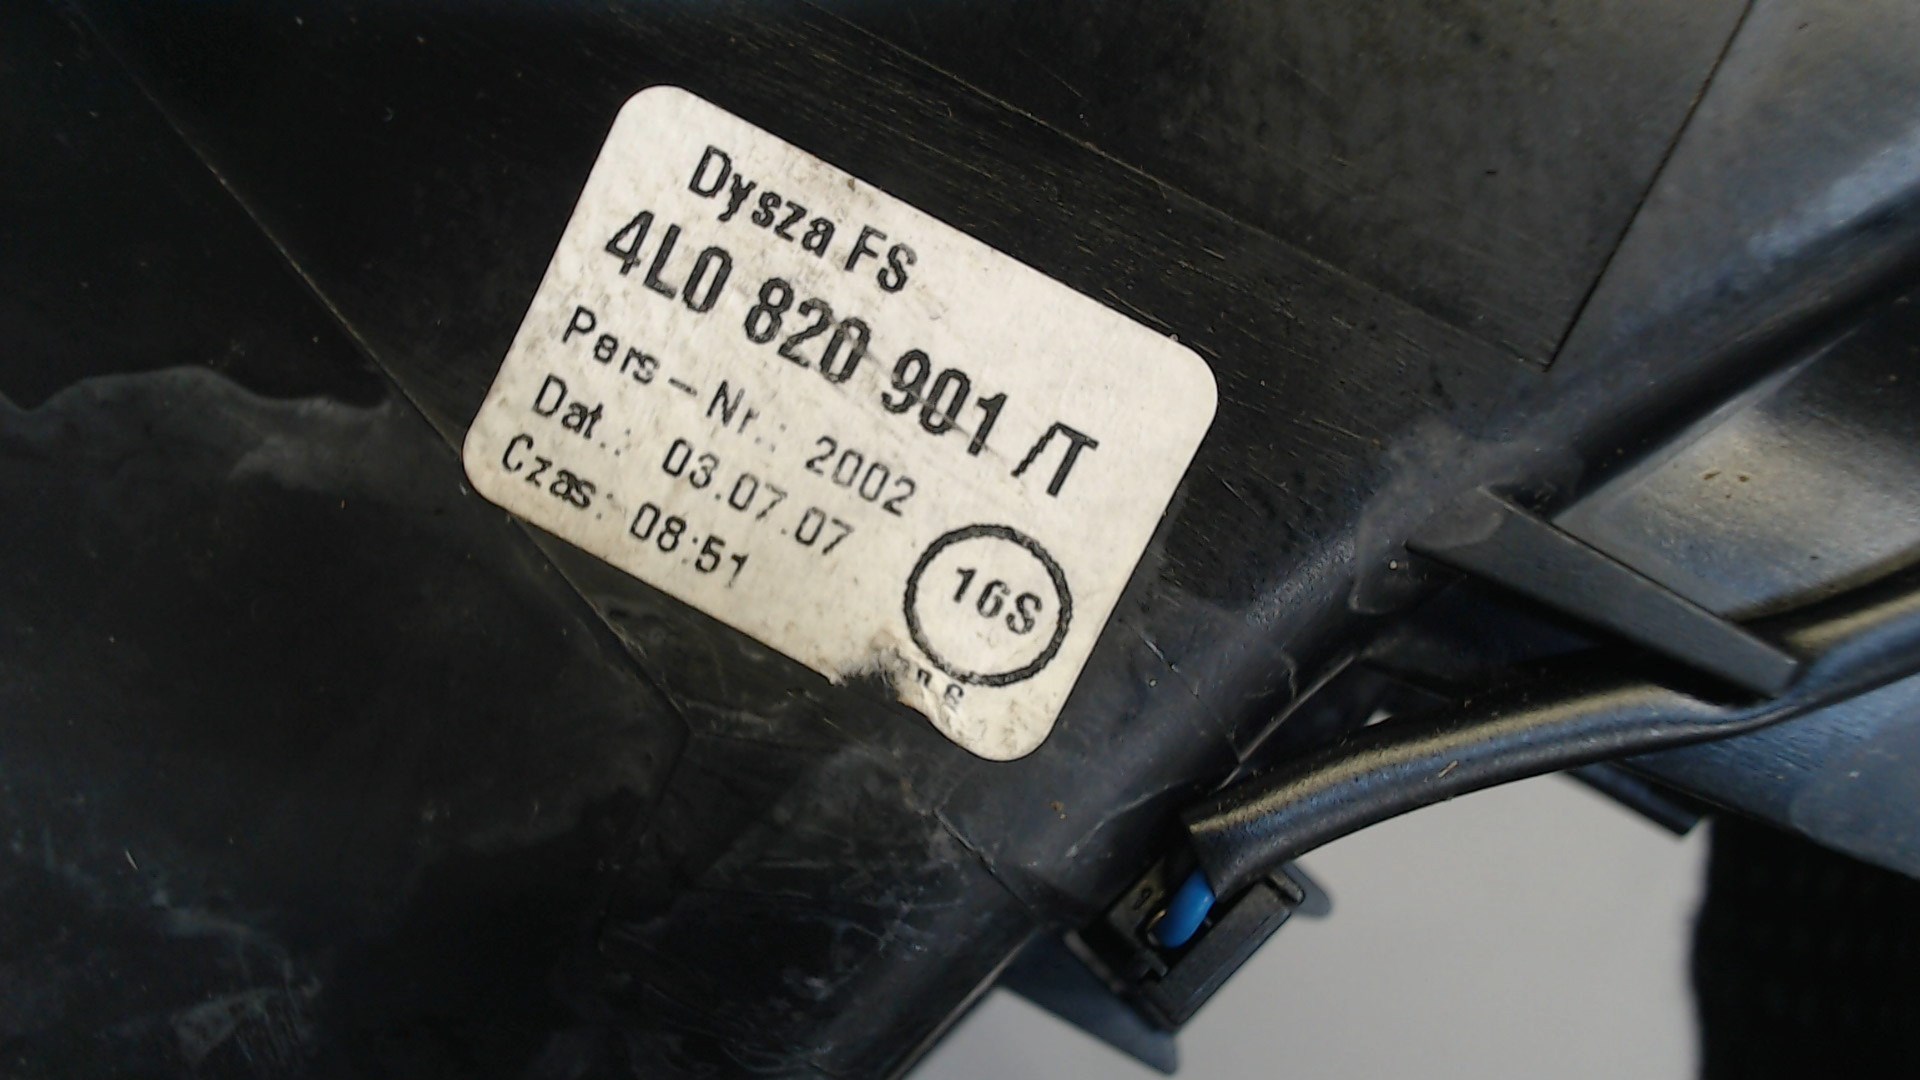 Dysza FS
4L0 820 901 /T
Pers-Nr.: 2002
Dat.: 03.07.07
Czas: 08:51
16S